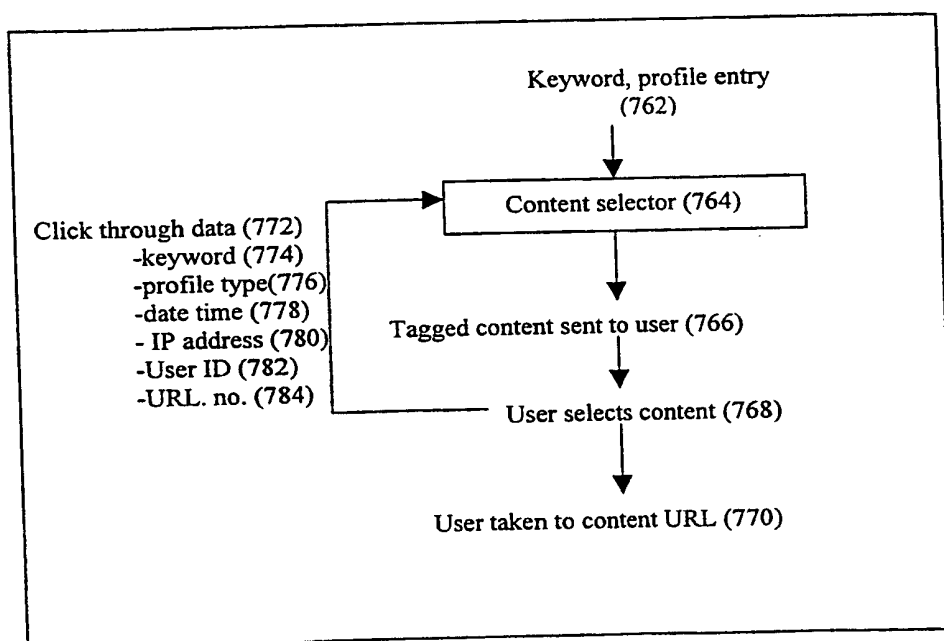 Keyword, profile entry
(762)
Content selector (764)
Click through data (772)
-keyword (774)
-profile type(776)
-date time (778)
- IP address (780)
-User ID (782)
-URL. no. (784)
Tagged content sent to user (766)
User selects content (768)
User taken to content URL (770)